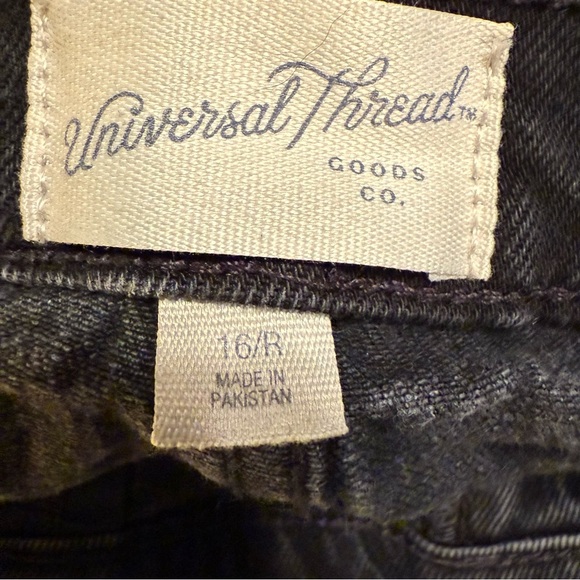 Universal Thread™
GOODS
CO.
16/R
MADE IN
PAKISTAN